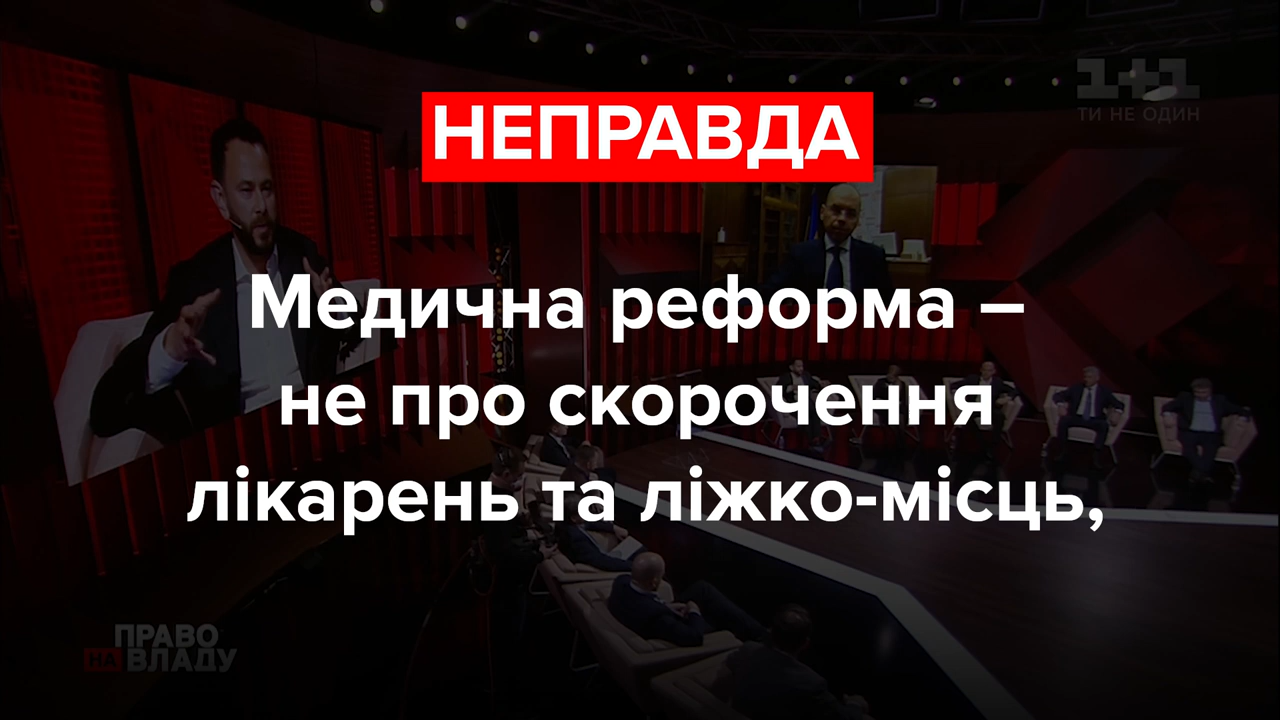 НЕПРАВДА
1+1
ТИ НЕ ОДИН
Медична реформа –
не про скорочення
лікарень та ліжко-місць,
ПРАВО
НА ВЛАДУ